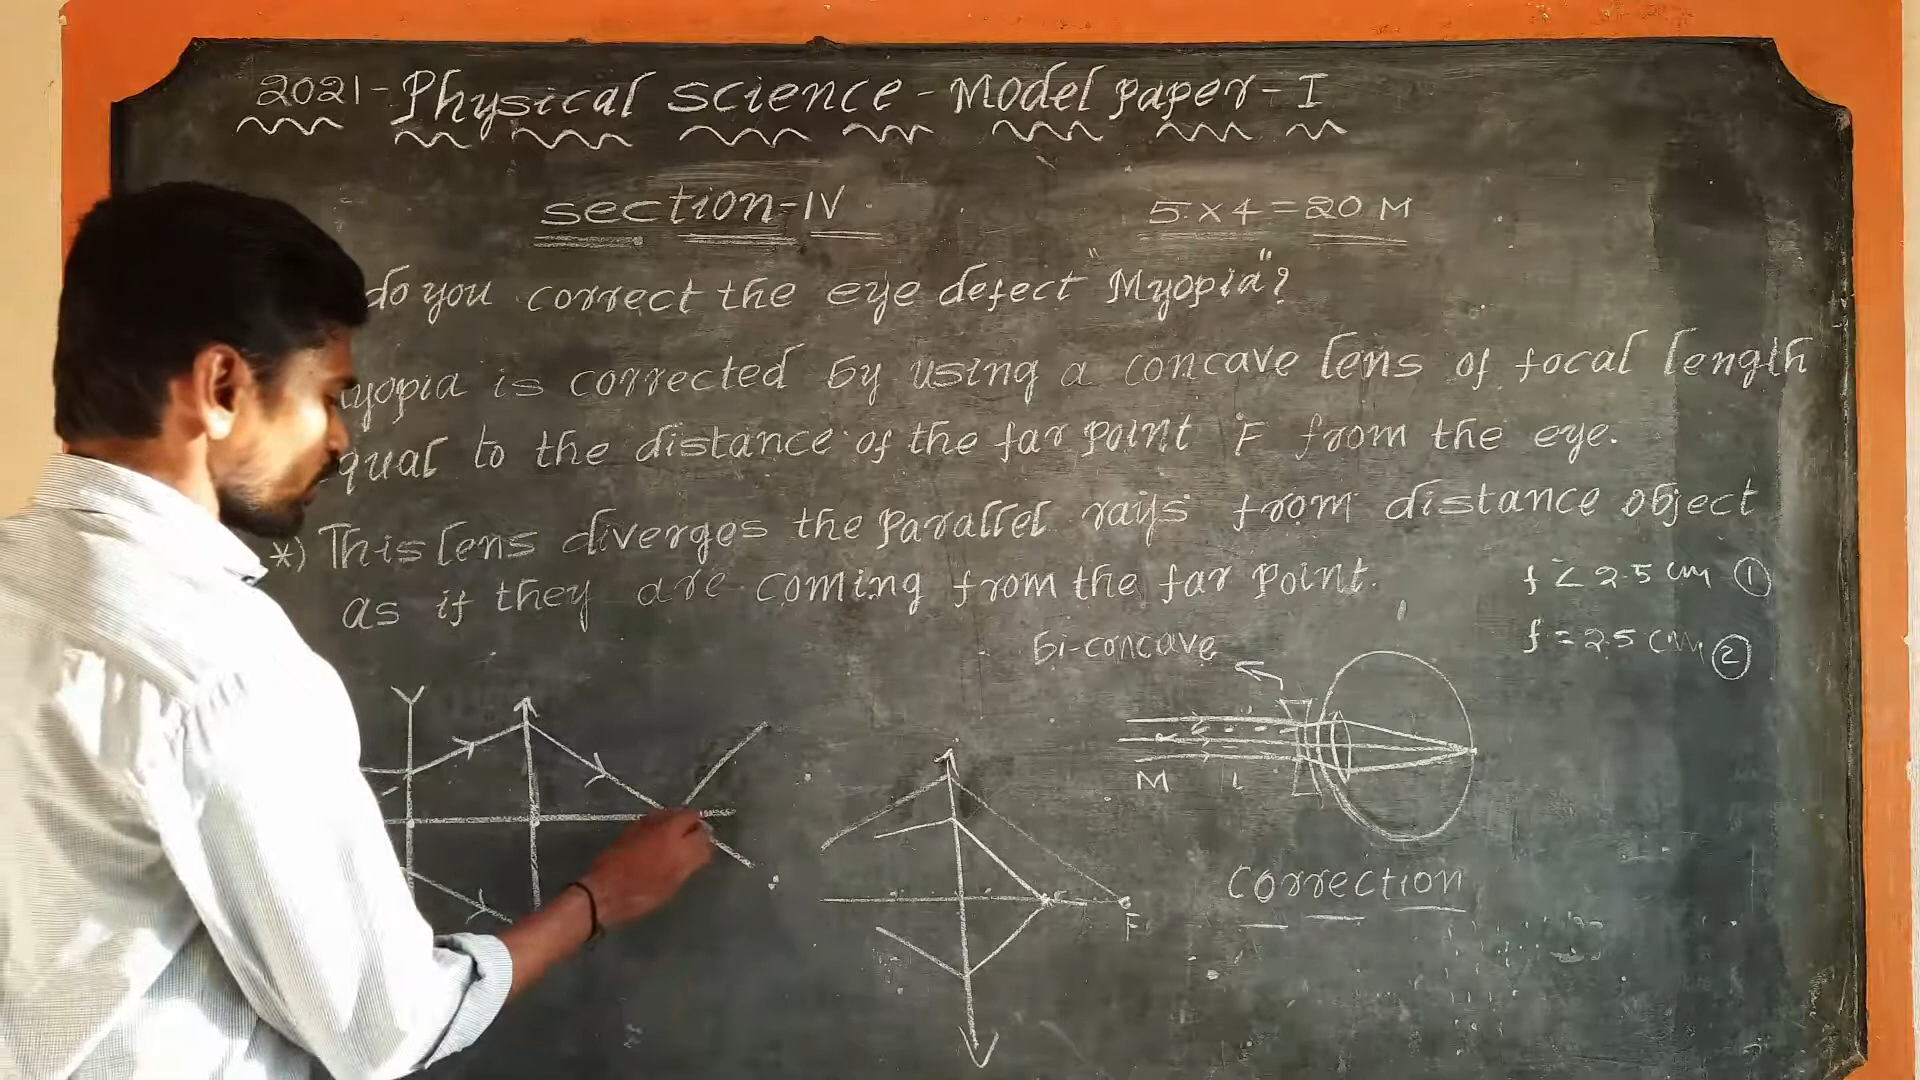 2021-Physical science-Model paper-I
section-IV 5x4=20 M
do you correct the eye defect "Myopia"?
yopia is corrected by using a concave lens of focal length
qual to the distance of the far point F from the eye.
*) This lens diverges the parallel rays from distance object
as if they are coming from the far point.
f < 2.5 cm 1
f = 2.5 cm 2
bi-concave
M L
F
Correction